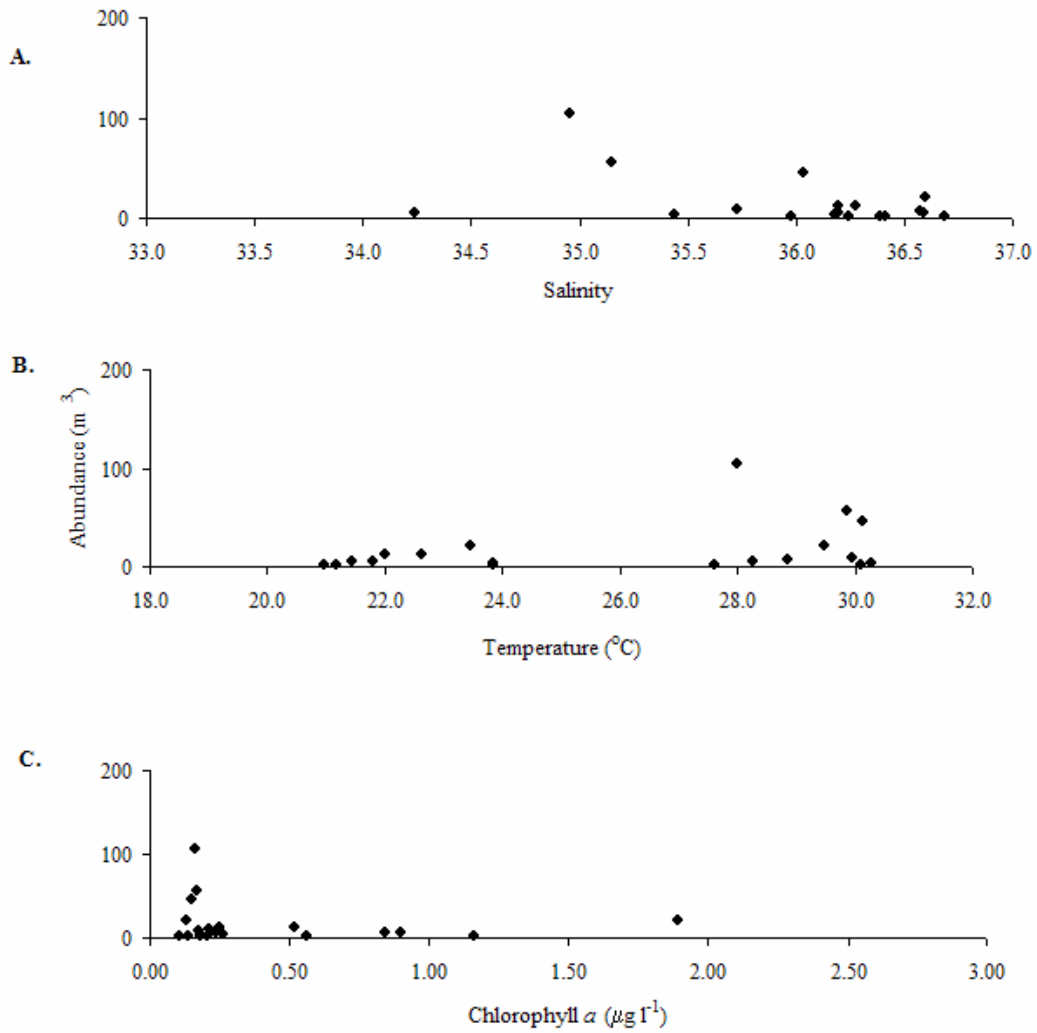 A.
200
100
0
33.0 33.5 34.0 34.5 35.0 35.5 36.0 36.5 37.0
Salinity
B.
Abundance (m³)
200
100
0
18.0 20.0 22.0 24.0 26.0 28.0 30.0 32.0
Temperature (°C)
C.
200
100
0
0.00 0.50 1.00 1.50 2.00 2.50 3.00
Chlorophyll a (µg l⁻¹)